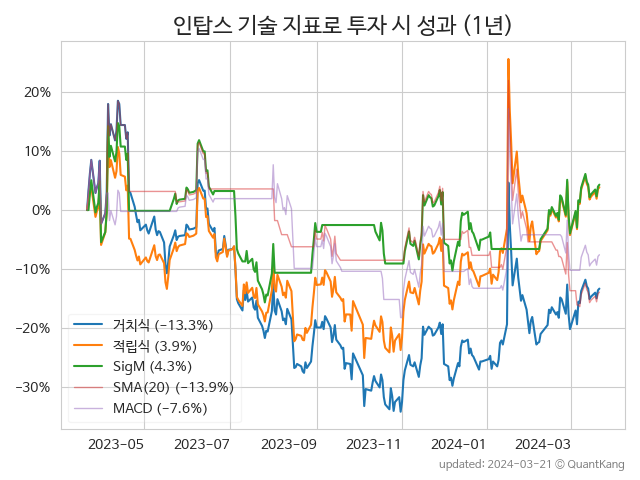 인탑스 기술 지표로 투자 시 성과 (1년)
20%
10%
0%
−10%
−20%
−30%
거치식 (−13.3%)
적립식 (3.9%)
SigM (4.3%)
SMA(20) (−13.9%)
MACD (−7.6%)
2023−05
2023−07
2023−09
2023−11
2024−01
2024−03
updated: 2024−03−21 © QuantKang